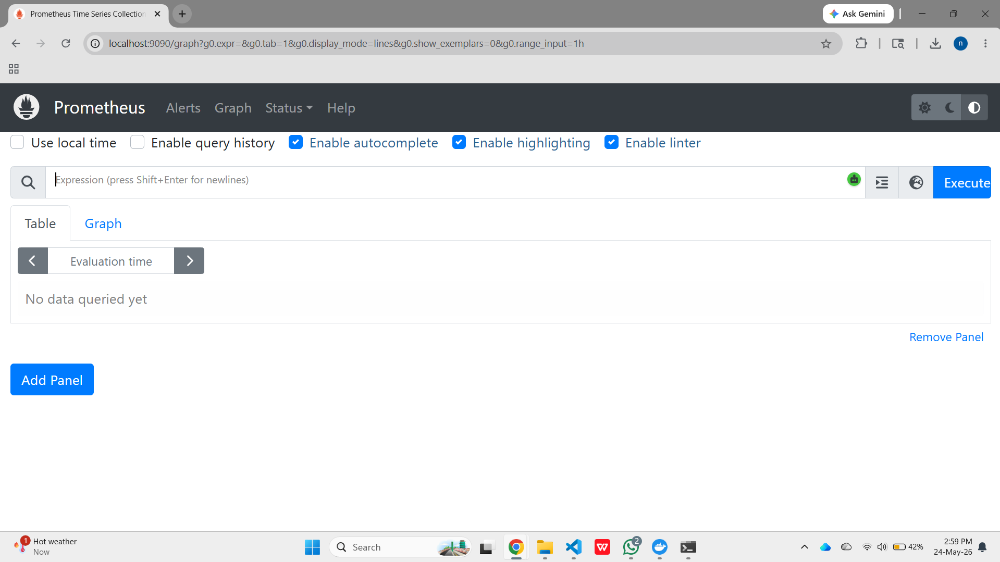 Prometheus Time Series Collection
Ask Gemini
localhost:9090/graph?g0.expr=&g0.tab=1&g0.display_mode=lines&g0.show_exemplars=0&g0.range_input=1h
n
Prometheus Alerts Graph Status Help
Use local time Enable query history Enable autocomplete Enable highlighting Enable linter
Expression (press Shift+Enter for newlines)
Execute
Table Graph
Evaluation time
No data queried yet
Remove Panel
Add Panel
1
Hot weather
Now
Search
W
2
42%
2:59 PM
24-May-26